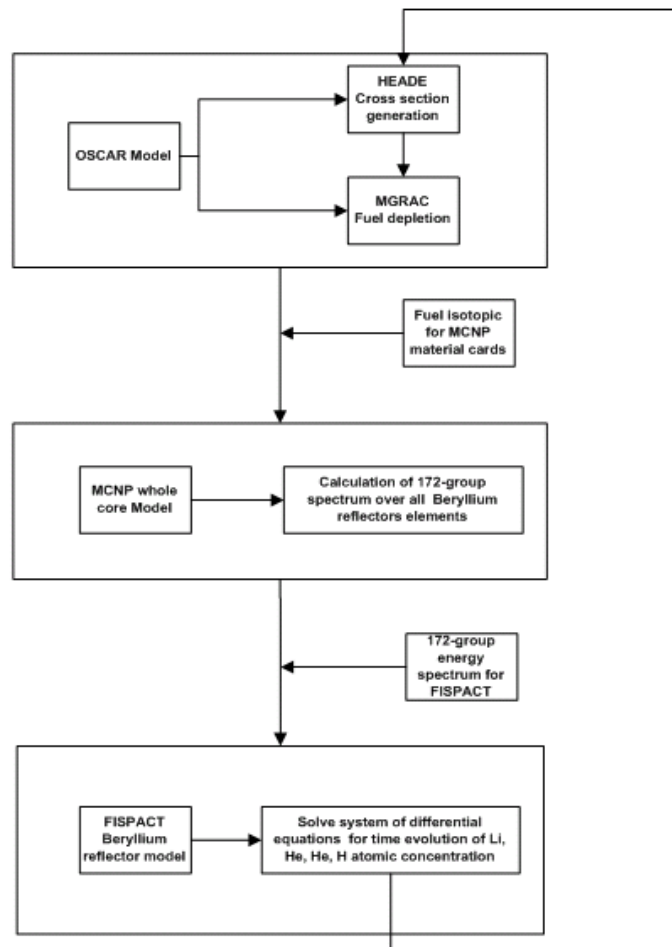 HEADE
Cross section
generation
OSCAR Model
MGRAC
Fuel depletion
Fuel isotopic
for MCNP
material cards
MCNP whole
core Model
Calculation of 172-group
spectrum over all Beryllium
reflectors elements
172-group
energy
spectrum for
FISPACT
FISPACT
Beryllium
reflector model
Solve system of differential
equations for time evolution of Li,
He, He, H atomic concentration